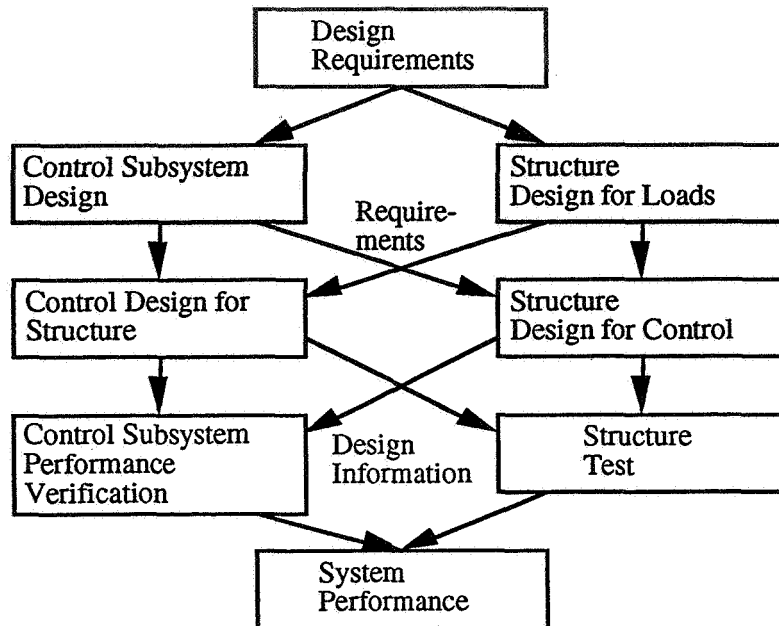 Design
Requirements
Control Subsystem
Design
Structure
Design for Loads
Require-
ments
Control Design for
Structure
Structure
Design for Control
Control Subsystem
Performance
Verification
Design
Information
Structure
Test
System
Performance